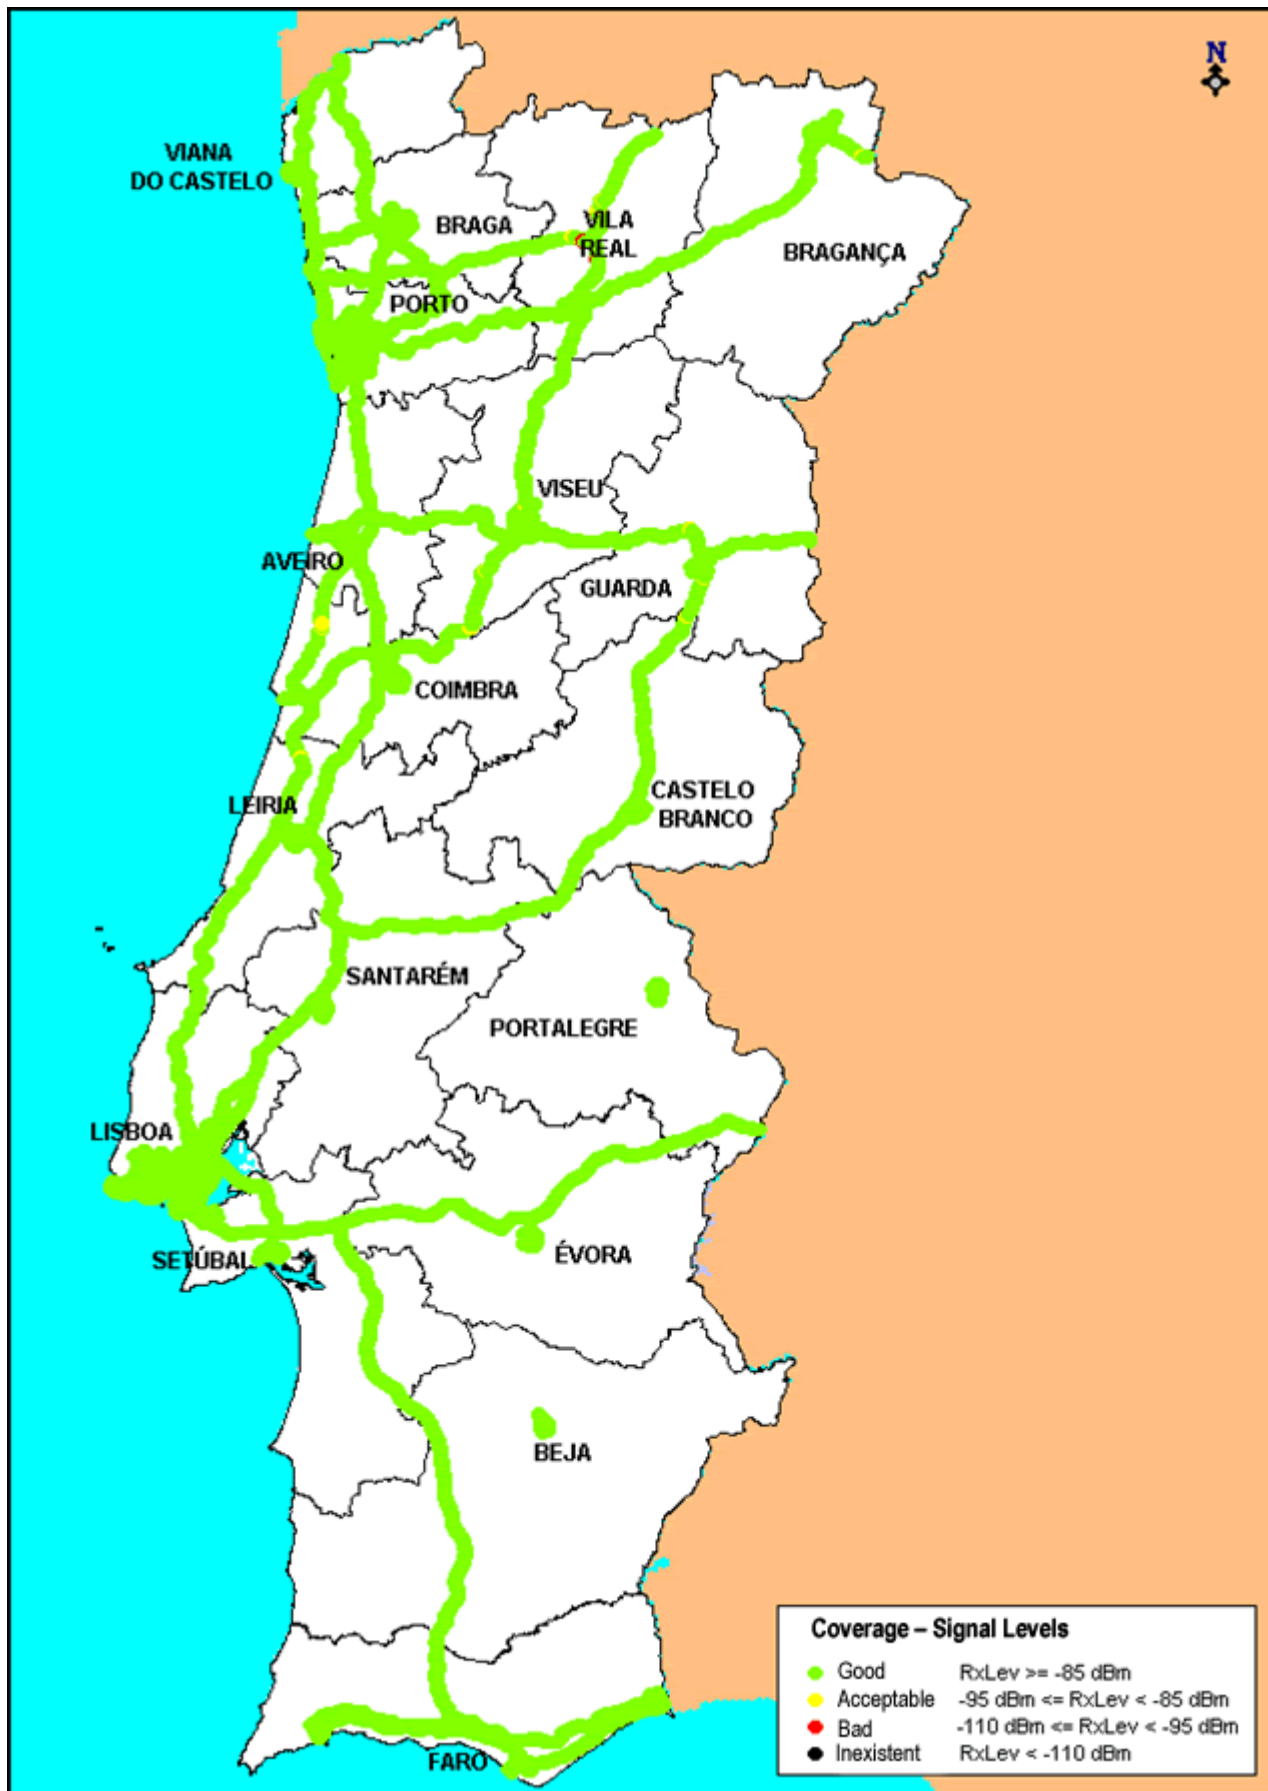 N
VIANA
DO CASTELO
BRAGA
VILA
REAL
BRAGANÇA
PORTO
VISEU
AVEIRO
GUARDA
COIMBRA
CASTELO
BRANCO
LEIRIA
SANTARÉM
PORTALEGRE
LISBOA
SETÚBAL
ÉVORA
BEJA
FARO
Coverage – Signal Levels
Good RxLev >= -85 dBm
Acceptable -95 dBm <= RxLev < -85 dBm
Bad -110 dBm <= RxLev < -95 dBm
Inexistent RxLev < -110 dBm